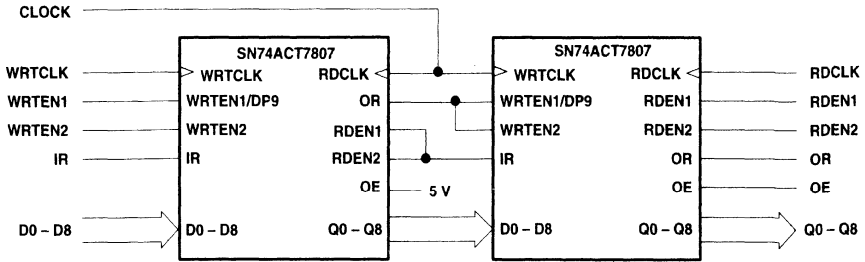 CLOCK
SN74ACT7807 SN74ACT7807
WRTCLK WRTCLK RDCLK WRTCLK RDCLK RDCLK
WRTEN1 WRTEN1/DP9 OR WRTEN1/DP9 RDEN1 RDEN1
WRTEN2 WRTEN2 RDEN1 WRTEN2 RDEN2 RDEN2
IR IR RDEN2 IR OR OR
OE 5 V OE OE
D0 – D8 D0 – D8 Q0 – Q8 D0 – D8 Q0 – Q8 Q0 – Q8